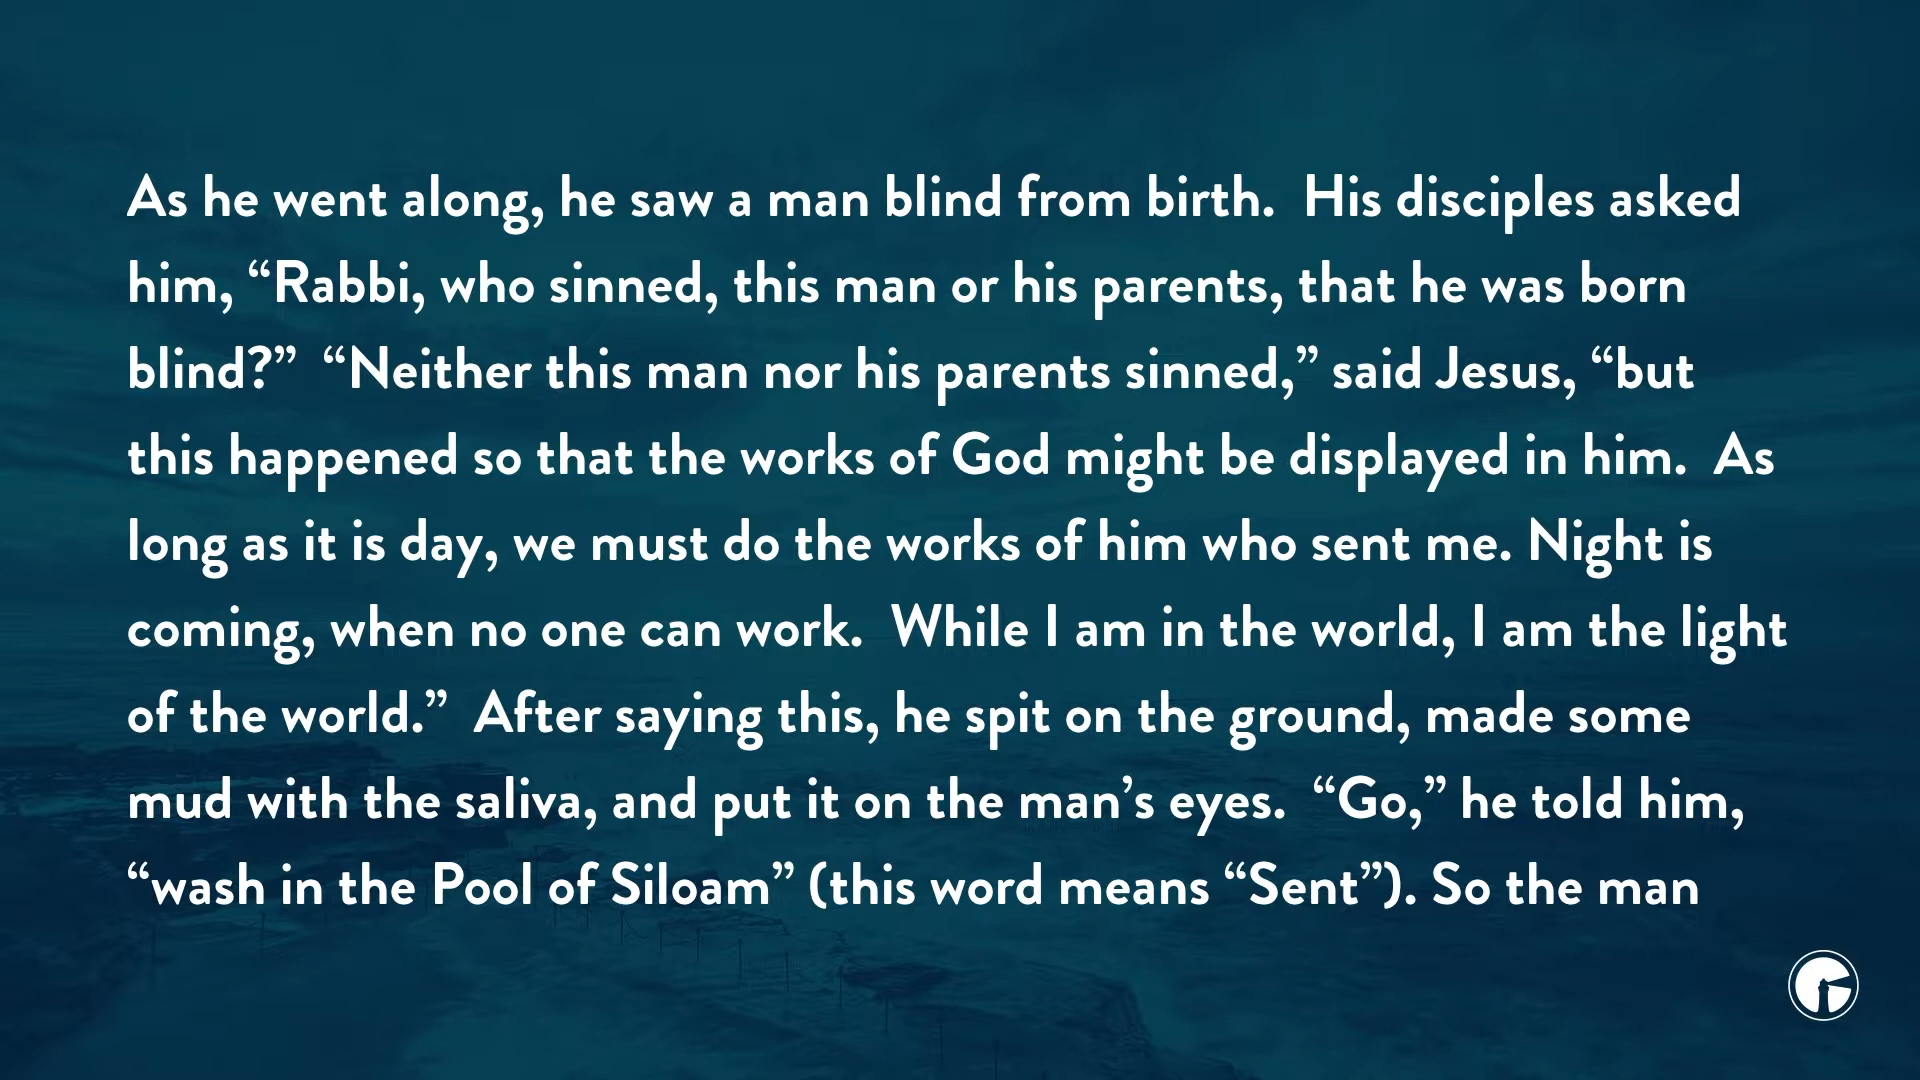 As he went along, he saw a man blind from birth.  His disciples asked
him, “Rabbi, who sinned, this man or his parents, that he was born
blind?”  “Neither this man nor his parents sinned,” said Jesus, “but
this happened so that the works of God might be displayed in him.  As
long as it is day, we must do the works of him who sent me. Night is
coming, when no one can work.  While I am in the world, I am the light
of the world.”  After saying this, he spit on the ground, made some
mud with the saliva, and put it on the man’s eyes.  “Go,” he told him,
“wash in the Pool of Siloam” (this word means “Sent”). So the man